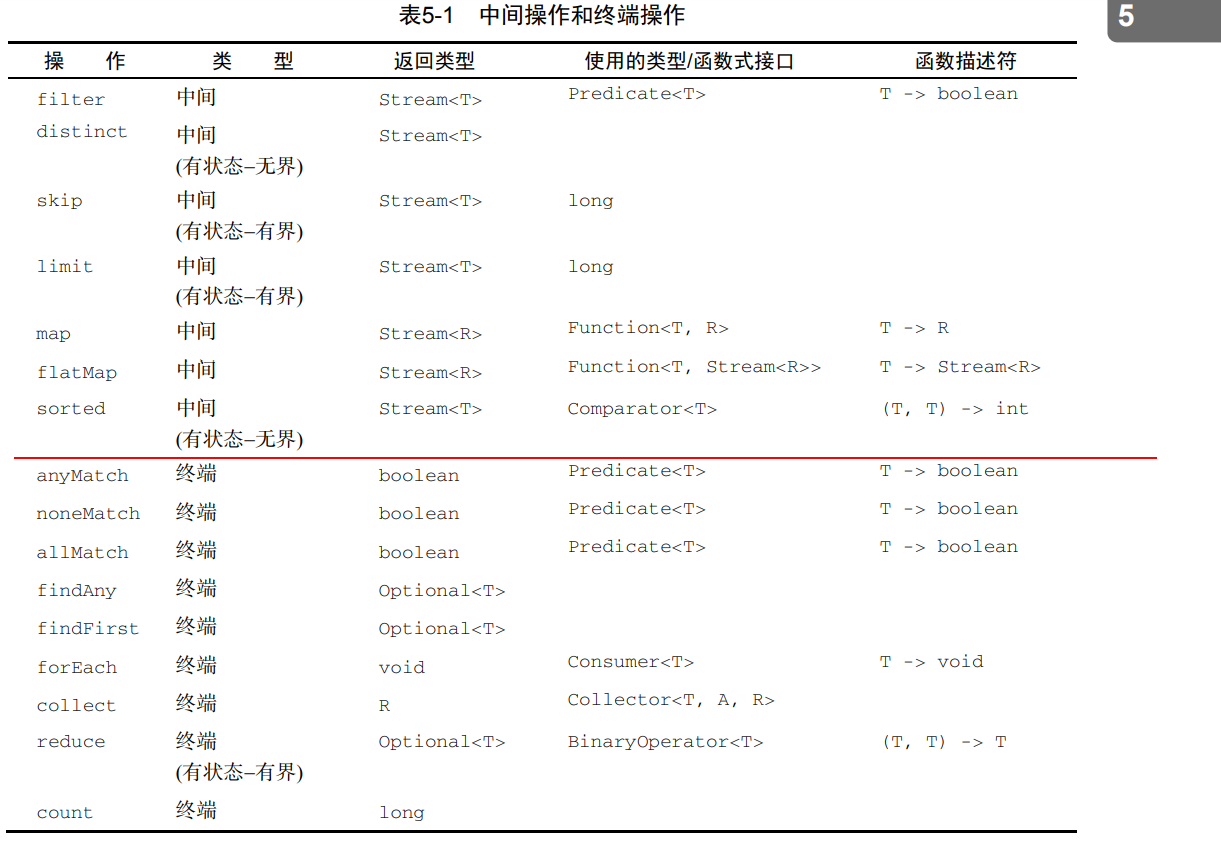 表5-1 中间操作和终端操作
5
操 作 类 型 返回类型 使用的类型/函数式接口 函数描述符
filter 中间 Stream<T> Predicate<T> T -> boolean
distinct 中间 Stream<T>
(有状态–无界)
skip 中间 Stream<T> long
(有状态–有界)
limit 中间 Stream<T> long
(有状态–有界)
map 中间 Stream<R> Function<T, R> T -> R
flatMap 中间 Stream<R> Function<T, Stream<R>> T -> Stream<R>
sorted 中间 Stream<T> Comparator<T> (T, T) -> int
(有状态–无界)
anyMatch 终端 boolean Predicate<T> T -> boolean
noneMatch 终端 boolean Predicate<T> T -> boolean
allMatch 终端 boolean Predicate<T> T -> boolean
findAny 终端 Optional<T>
findFirst 终端 Optional<T>
forEach 终端 void Consumer<T> T -> void
collect 终端 R Collector<T, A, R>
reduce 终端 Optional<T> BinaryOperator<T> (T, T) -> T
(有状态–有界)
count 终端 long